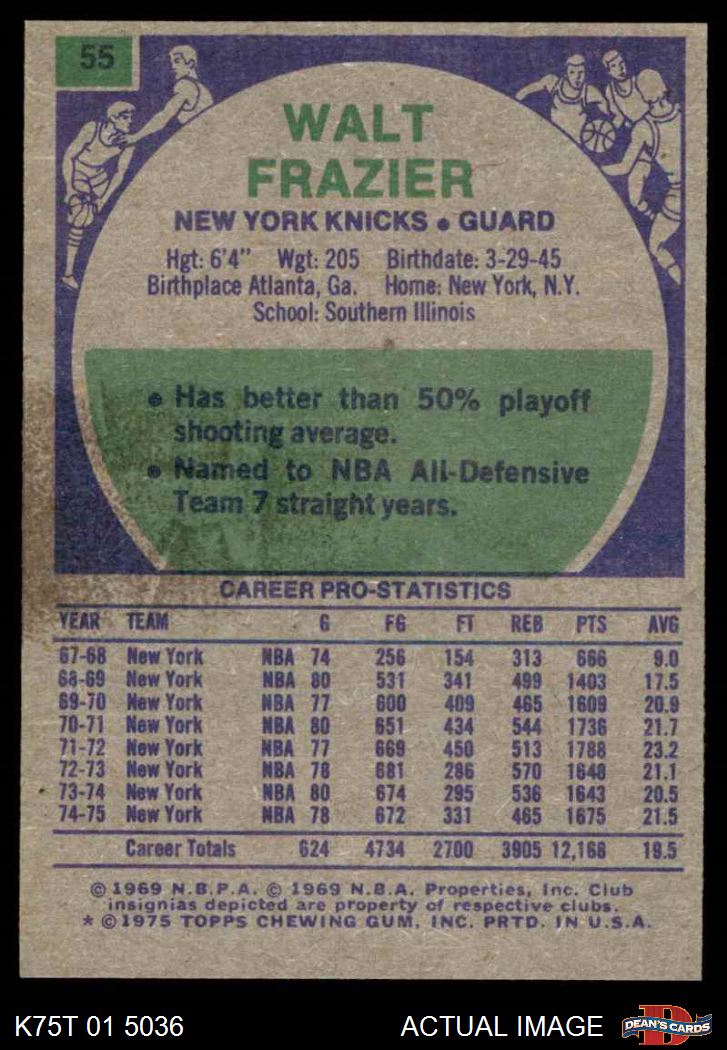 55
WALT
FRAZIER
NEW YORK KNICKS • GUARD
Hgt: 6'4" Wgt: 205 Birthdate: 3-29-45
Birthplace Atlanta, Ga. Home: New York, N.Y.
School: Southern Illinois
• Has better than 50% playoff
shooting average.
• Named to NBA All-Defensive
Team 7 straight years.
CAREER PRO-STATISTICS
YEAR TEAM G FG FT REB PTS AVG
67-68 New York NBA 74 256 154 313 666 9.0
68-69 New York NBA 80 531 341 499 1403 17.5
69-70 New York NBA 77 600 409 465 1609 20.9
70-71 New York NBA 80 651 434 544 1736 21.7
71-72 New York NBA 77 669 450 513 1788 23.2
72-73 New York NBA 78 681 286 570 1648 21.1
73-74 New York NBA 80 674 295 536 1643 20.5
74-75 New York NBA 78 672 331 465 1675 21.5
Career Totals 624 4734 2700 3905 12,168 19.5
© 1969 N.B.P.A. © 1969 N.B.A. Properties, Inc. Club
insignias depicted are property of respective clubs.
* © 1975 TOPPS CHEWING GUM, INC. PRTD. IN U.S.A.
K75T 01 5036 ACTUAL IMAGE D DEAN'S CARDS